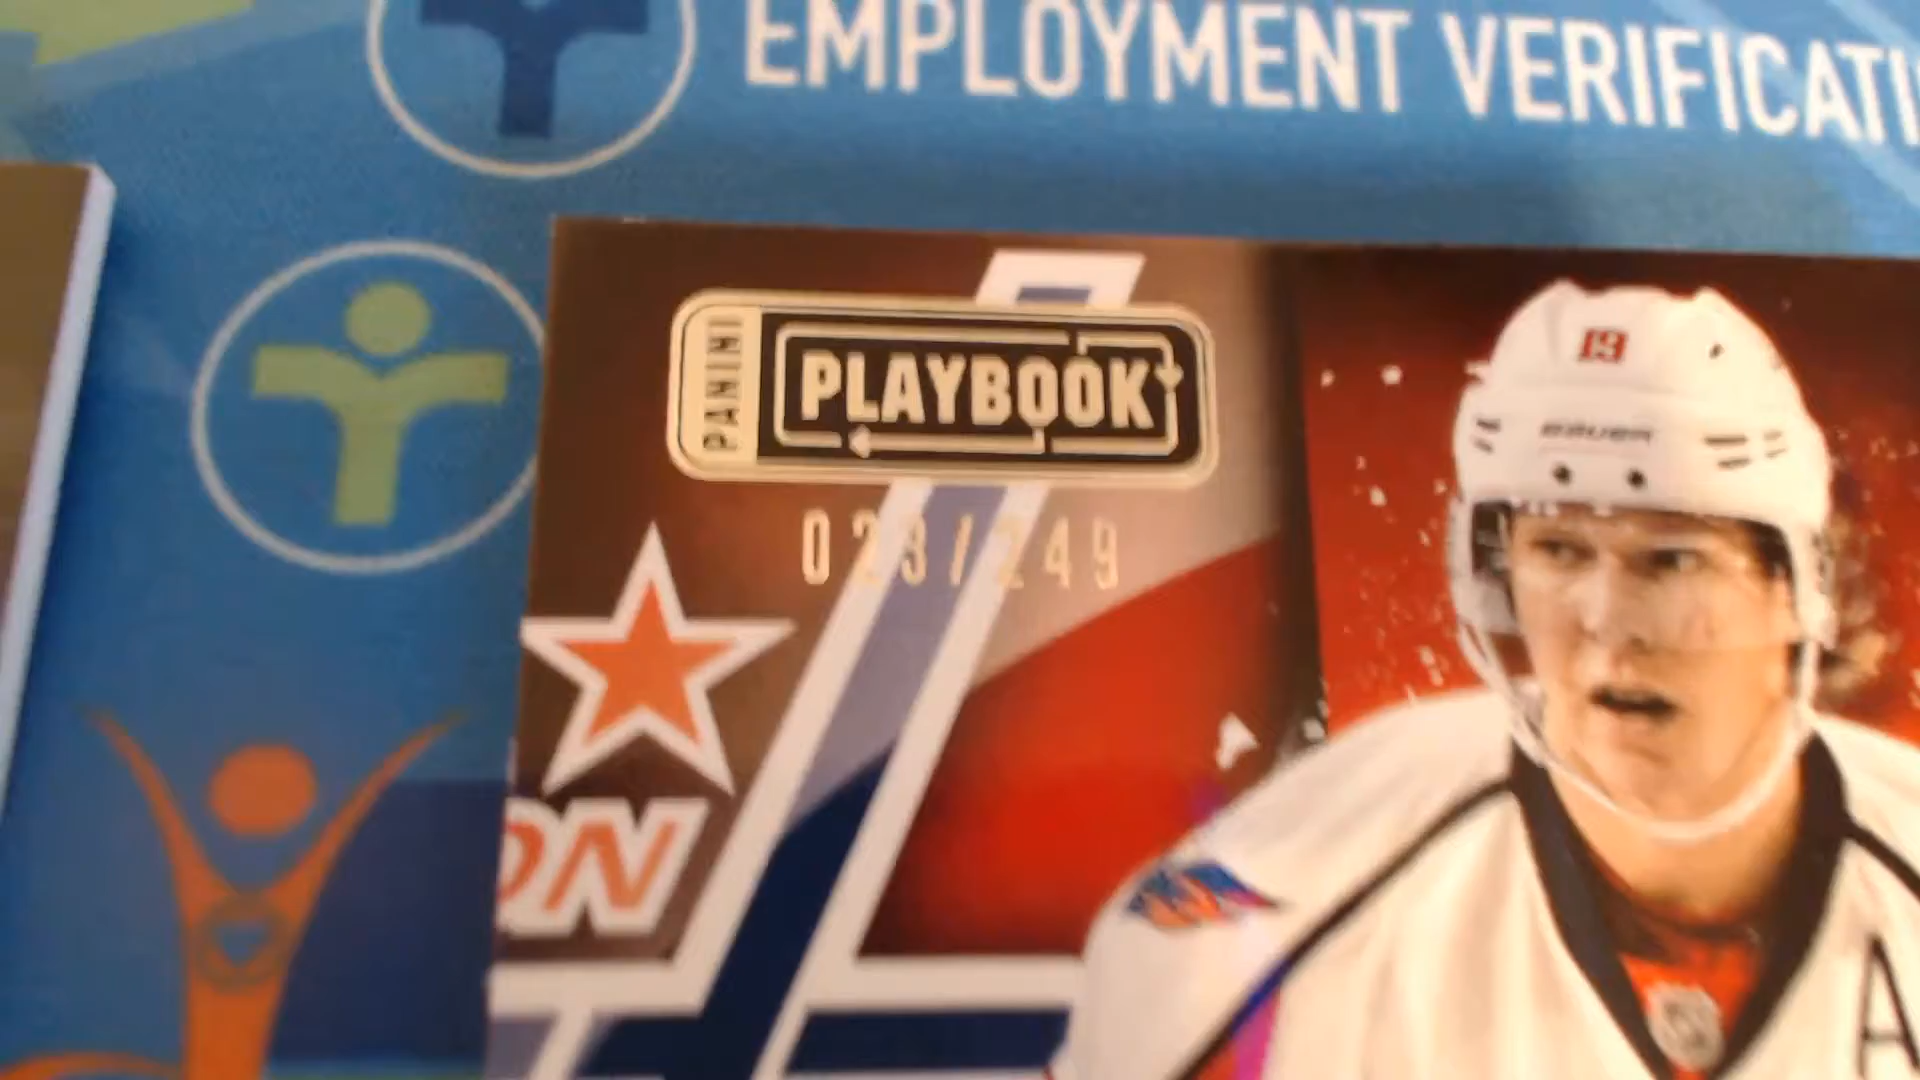 EMPLOYMENT VERIFICATI
PANINI
PLAYBOOK
023/249
19
BAUER
ON
A